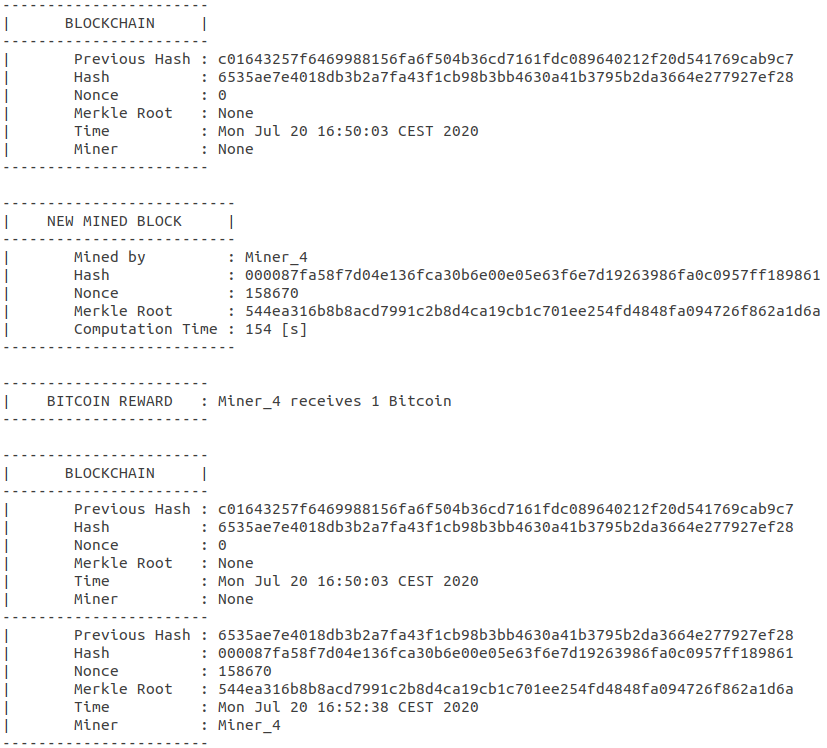 -----------------------
|      BLOCKCHAIN     |
-----------------------
|       Previous Hash : c01643257f6469988156fa6f504b36cd7161fdc089640212f20d541769cab9c7
|       Hash          : 6535ae7e4018db3b2a7fa43f1cb98b3bb4630a41b3795b2da3664e277927ef28
|       Nonce         : 0
|       Merkle Root   : None
|       Time          : Mon Jul 20 16:50:03 CEST 2020
|       Miner         : None
-----------------------
--------------------------
|    NEW MINED BLOCK     |
--------------------------
|       Mined by         : Miner_4
|       Hash             : 000087fa58f7d04e136fca30b6e00e05e63f6e7d19263986fa0c0957ff189861
|       Nonce            : 158670
|       Merkle Root      : 544ea316b8b8acd7991c2b8d4ca19cb1c701ee254fd4848fa094726f862a1d6a
|       Computation Time : 154 [s]
--------------------------
-----------------------
|    BITCOIN REWARD   : Miner_4 receives 1 Bitcoin
-----------------------
-----------------------
|      BLOCKCHAIN     |
-----------------------
|       Previous Hash : c01643257f6469988156fa6f504b36cd7161fdc089640212f20d541769cab9c7
|       Hash          : 6535ae7e4018db3b2a7fa43f1cb98b3bb4630a41b3795b2da3664e277927ef28
|       Nonce         : 0
|       Merkle Root   : None
|       Time          : Mon Jul 20 16:50:03 CEST 2020
|       Miner         : None
-----------------------
|       Previous Hash : 6535ae7e4018db3b2a7fa43f1cb98b3bb4630a41b3795b2da3664e277927ef28
|       Hash          : 000087fa58f7d04e136fca30b6e00e05e63f6e7d19263986fa0c0957ff189861
|       Nonce         : 158670
|       Merkle Root   : 544ea316b8b8acd7991c2b8d4ca19cb1c701ee254fd4848fa094726f862a1d6a
|       Time          : Mon Jul 20 16:52:38 CEST 2020
|       Miner         : Miner_4
-----------------------